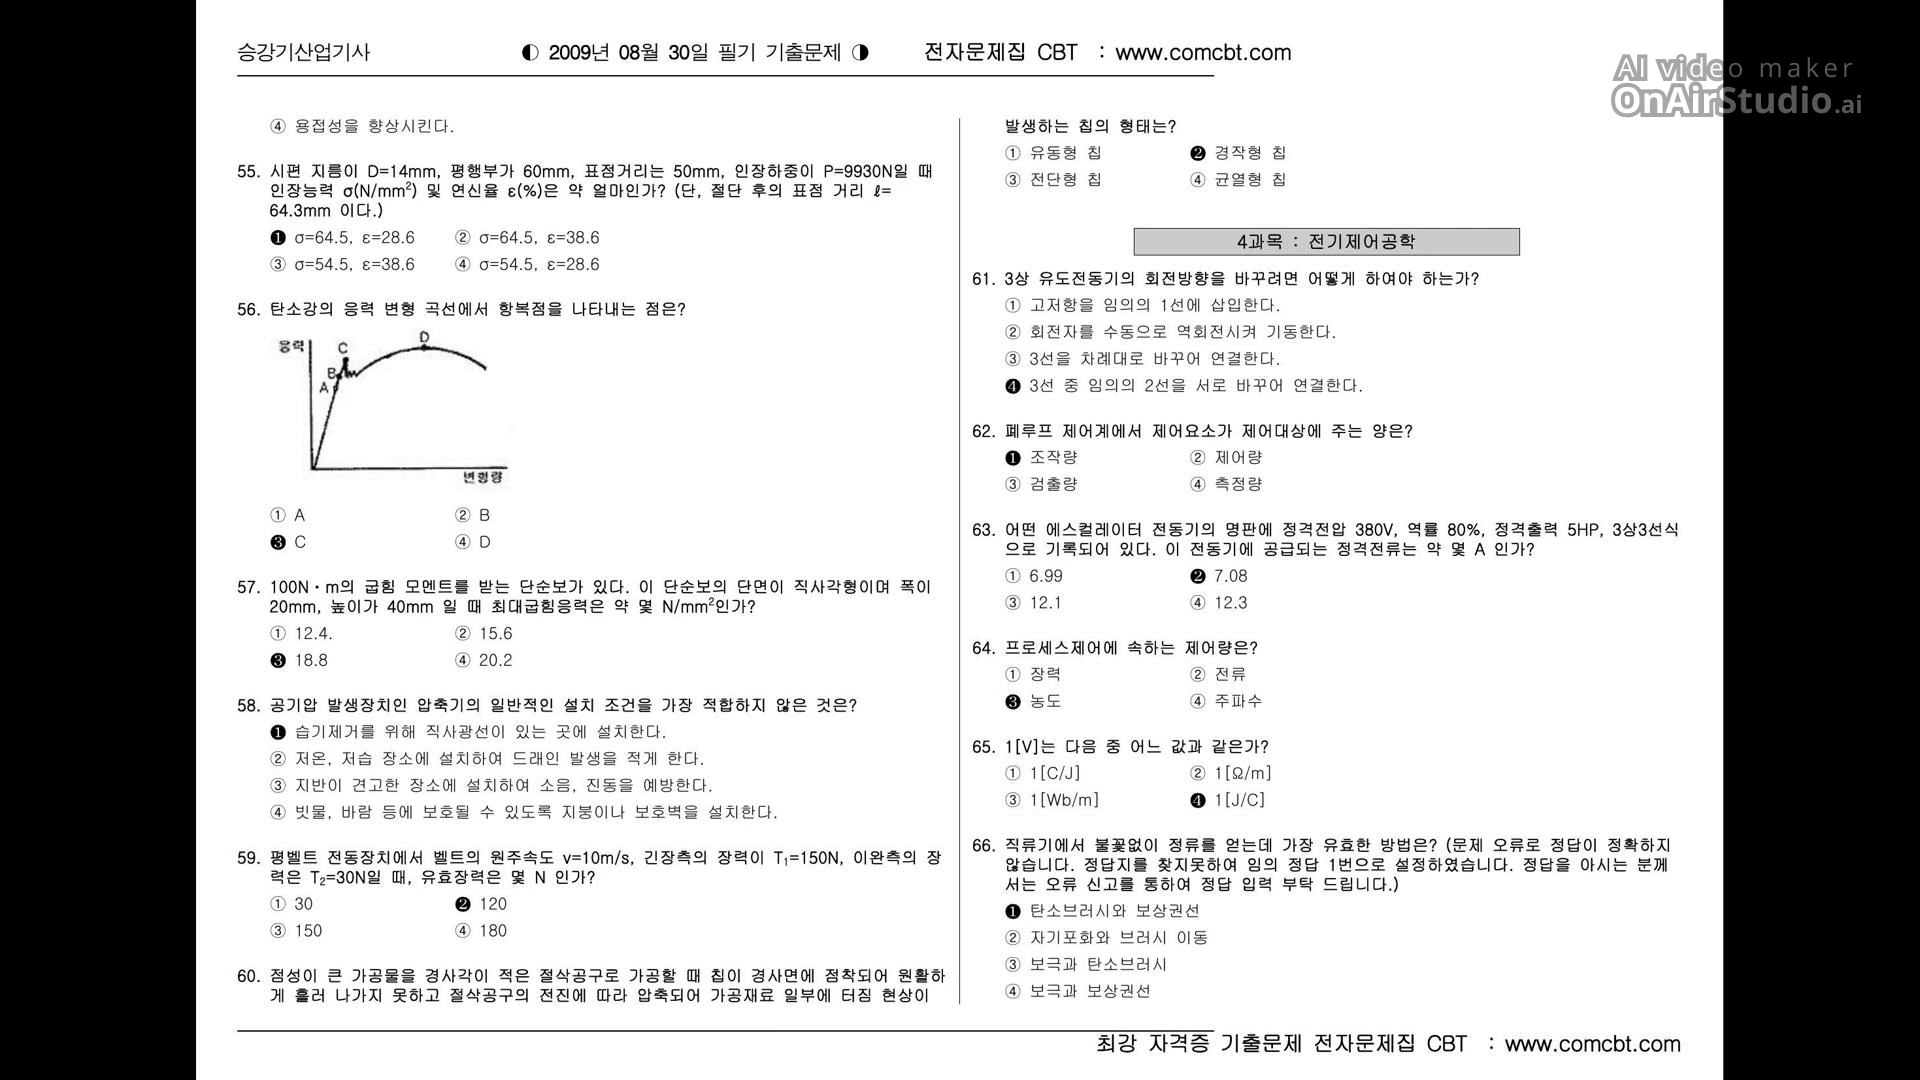 승강기산업기사 ◐ 2009년 08월 30일 필기 기출문제 ◑ 전자문제집 CBT : www.comcbt.com
AI video maker
OnAirStudio.ai
④ 용접성을 향상시킨다.
55. 시편 지름이 D=14mm, 평행부가 60mm, 표점거리는 50mm, 인장하중이 P=9930N일 때
인장능력 σ(N/mm²) 및 연신율 ε(%)은 약 얼마인가? (단, 절단 후의 표점 거리 ℓ=
64.3mm 이다.)
❶ σ=64.5, ε=28.6 ② σ=64.5, ε=38.6
③ σ=54.5, ε=38.6 ④ σ=54.5, ε=28.6
56. 탄소강의 응력 변형 곡선에서 항복점을 나타내는 점은?
응력
D
C
B
A
변형량
① A ② B
❸ C ④ D
57. 100N·m의 굽힘 모멘트를 받는 단순보가 있다. 이 단순보의 단면이 직사각형이며 폭이
20mm, 높이가 40mm 일 때 최대굽힘응력은 약 몇 N/mm²인가?
① 12.4. ② 15.6
❸ 18.8 ④ 20.2
58. 공기압 발생장치인 압축기의 일반적인 설치 조건을 가장 적합하지 않은 것은?
❶ 습기제거를 위해 직사광선이 있는 곳에 설치한다.
② 저온, 저습 장소에 설치하여 드래인 발생을 적게 한다.
③ 지반이 견고한 장소에 설치하여 소음, 진동을 예방한다.
④ 빗물, 바람 등에 보호될 수 있도록 지붕이나 보호벽을 설치한다.
59. 평벨트 전동장치에서 벨트의 원주속도 v=10m/s, 긴장측의 장력이 T₁=150N, 이완측의 장
력은 T₂=30N일 때, 유효장력은 몇 N 인가?
① 30 ❷ 120
③ 150 ④ 180
60. 점성이 큰 가공물을 경사각이 적은 절삭공구로 가공할 때 칩이 경사면에 점착되어 원활하
게 흘러 나가지 못하고 절삭공구의 전진에 따라 압축되어 가공재료 일부에 터짐 현상이
발생하는 칩의 형태는?
① 유동형 칩 ❷ 경작형 칩
③ 전단형 칩 ④ 균열형 칩
4과목 : 전기제어공학
61. 3상 유도전동기의 회전방향을 바꾸려면 어떻게 하여야 하는가?
① 고저항을 임의의 1선에 삽입한다.
② 회전자를 수동으로 역회전시켜 기동한다.
③ 3선을 차례대로 바꾸어 연결한다.
❹ 3선 중 임의의 2선을 서로 바꾸어 연결한다.
62. 페루프 제어계에서 제어요소가 제어대상에 주는 양은?
❶ 조작량 ② 제어량
③ 검출량 ④ 측정량
63. 어떤 에스컬레이터 전동기의 명판에 정격전압 380V, 역률 80%, 정격출력 5HP, 3상3선식
으로 기록되어 있다. 이 전동기에 공급되는 정격전류는 약 몇 A 인가?
① 6.99 ❷ 7.08
③ 12.1 ④ 12.3
64. 프로세스제어에 속하는 제어량은?
① 장력 ② 전류
❸ 농도 ④ 주파수
65. 1[V]는 다음 중 어느 값과 같은가?
① 1[C/J] ② 1[Ω/m]
③ 1[Wb/m] ❹ 1[J/C]
66. 직류기에서 불꽃없이 정류를 얻는데 가장 유효한 방법은? (문제 오류로 정답이 정확하지
않습니다. 정답지를 찾지못하여 임의 정답 1번으로 설정하였습니다. 정답을 아시는 분께
서는 오류 신고를 통하여 정답 입력 부탁 드립니다.)
❶ 탄소브러시와 보상권선
② 자기포화와 브러시 이동
③ 보극과 탄소브러시
④ 보극과 보상권선
최강 자격증 기출문제 전자문제집 CBT : www.comcbt.com